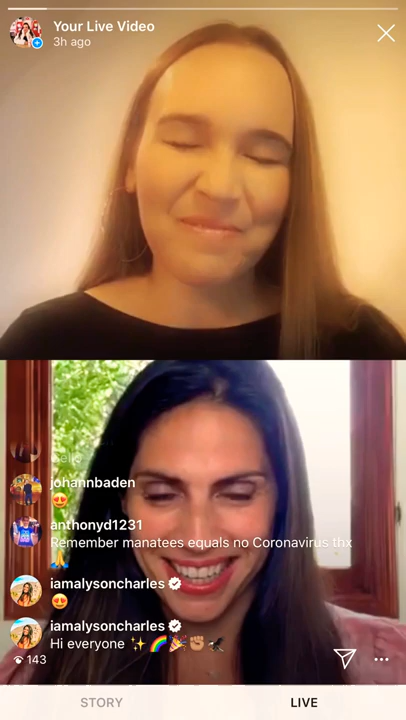 Your Live Video
3h ago
johannbaden
😍
anthonyd1231
Remember manatees equals no Coronavirus thx
🙏
iamalysoncharles
😍
iamalysoncharles
Hi everyone ✨🌈🎉✊🏽🦅
143
STORY
LIVE